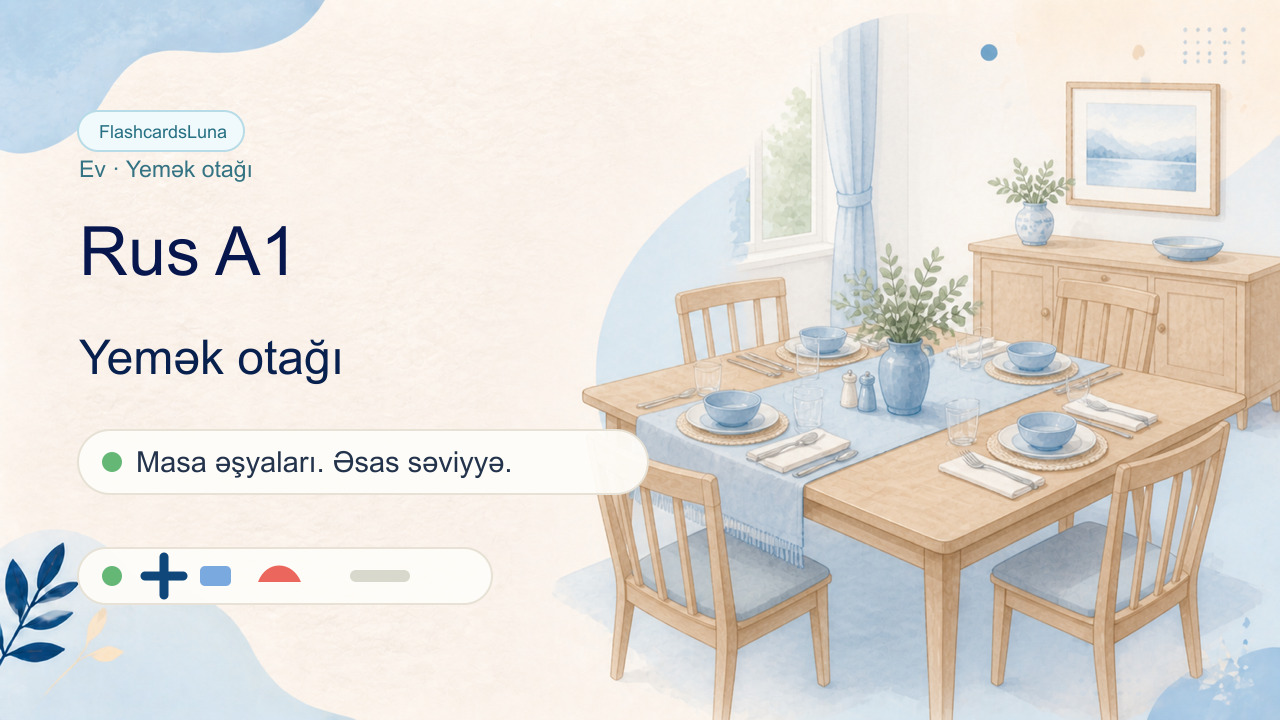 FlashcardsLuna
Ev · Yemək otağı
Rus A1
Yemək otağı
Masa əşyaları. Əsas səviyyə.